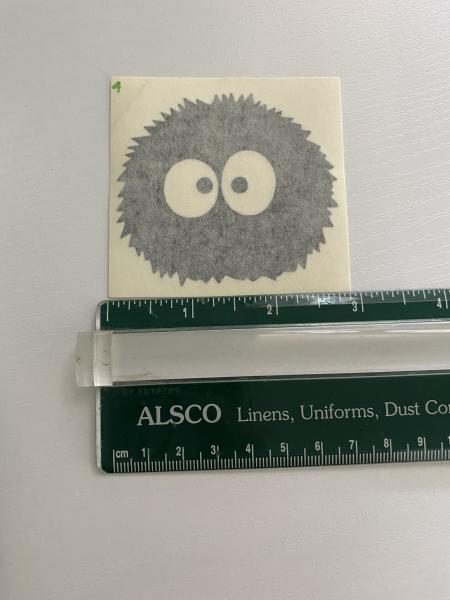 1
1 2 3 4
ALSCO Linens, Uniforms, Dust Co
cm 1 2 3 4 5 6 7 8 9